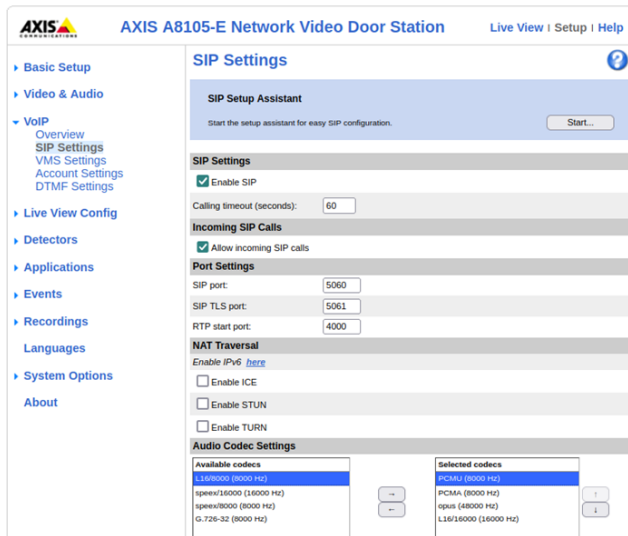 AXIS
COMMUNICATIONS
AXIS A8105-E Network Video Door Station
Live View | Setup | Help
Basic Setup
Video & Audio
VoIP
Overview
SIP Settings
VMS Settings
Account Settings
DTMF Settings
Live View Config
Detectors
Applications
Events
Recordings
Languages
System Options
About
SIP Settings
?
SIP Setup Assistant
Start the setup assistant for easy SIP configuration.
Start...
SIP Settings
Enable SIP
Calling timeout (seconds): 60
Incoming SIP Calls
Allow incoming SIP calls
Port Settings
SIP port: 5060
SIP TLS port: 5061
RTP start port: 4000
NAT Traversal
Enable IPv6 here
Enable ICE
Enable STUN
Enable TURN
Audio Codec Settings
Available codecs
L16/8000 (8000 Hz)
speex/16000 (16000 Hz)
speex/8000 (8000 Hz)
G.726-32 (8000 Hz)
→
←
Selected codecs
PCMU (8000 Hz)
PCMA (8000 Hz)
opus (48000 Hz)
L16/16000 (16000 Hz)
↑
↓